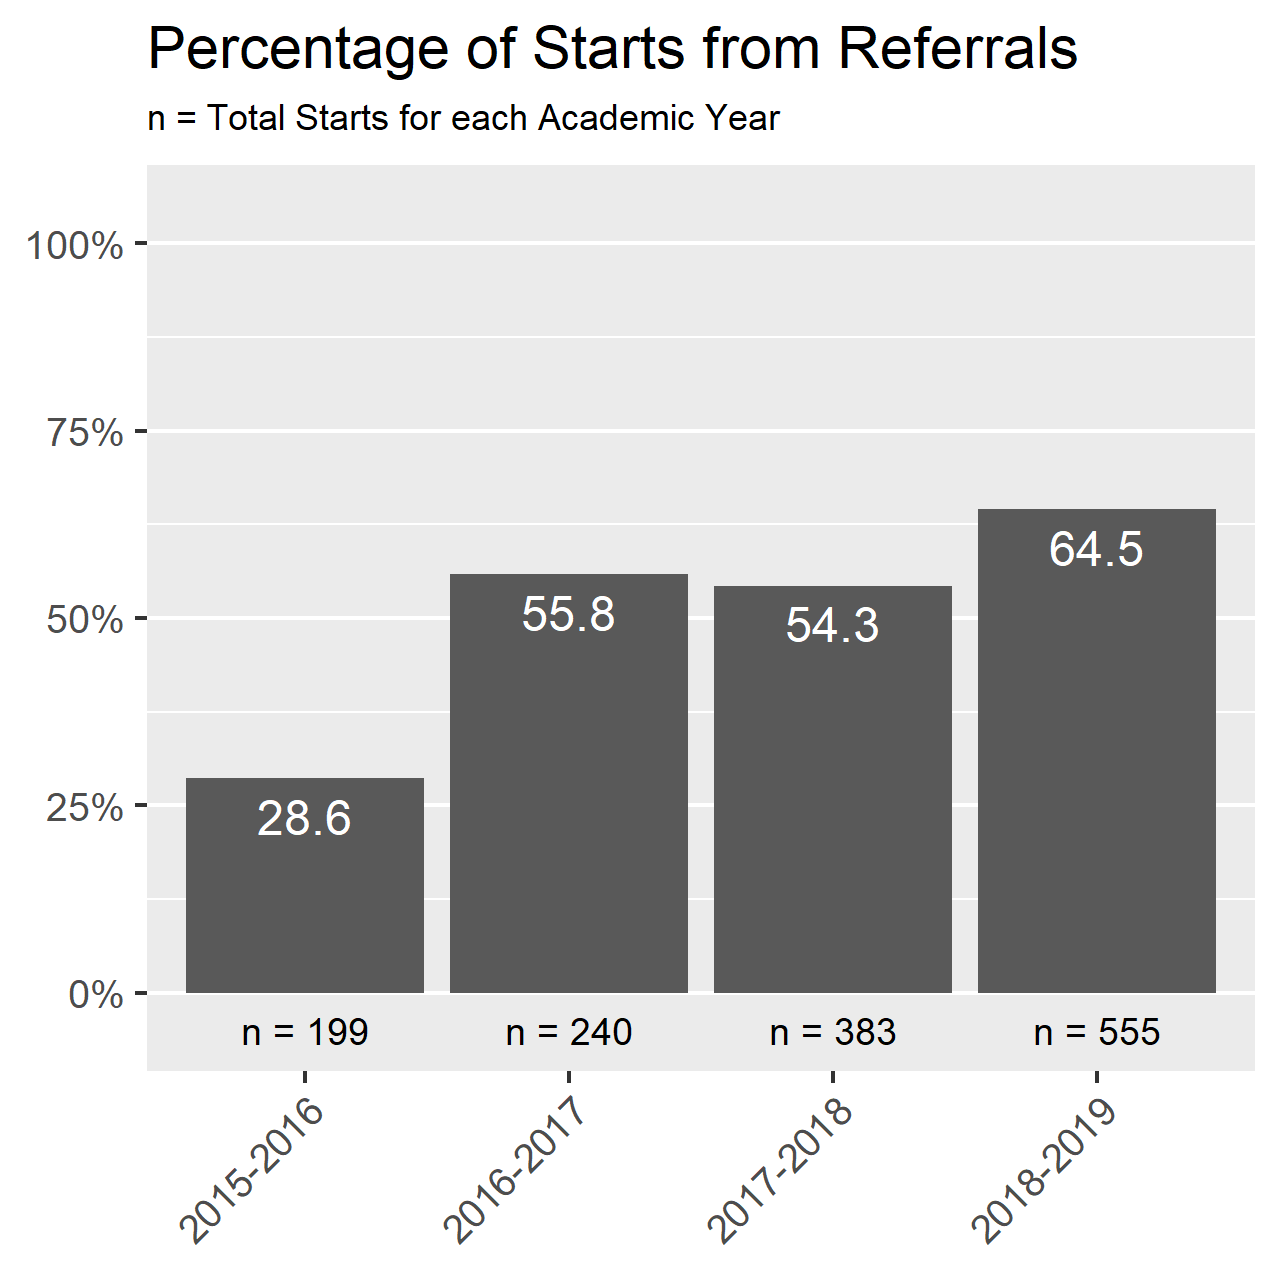 Percentage of Starts from Referrals
n = Total Starts for each Academic Year
100%
75%
50%
25%
0%
28.6
55.8
54.3
64.5
n = 199
n = 240
n = 383
n = 555
2015-2016
2016-2017
2017-2018
2018-2019